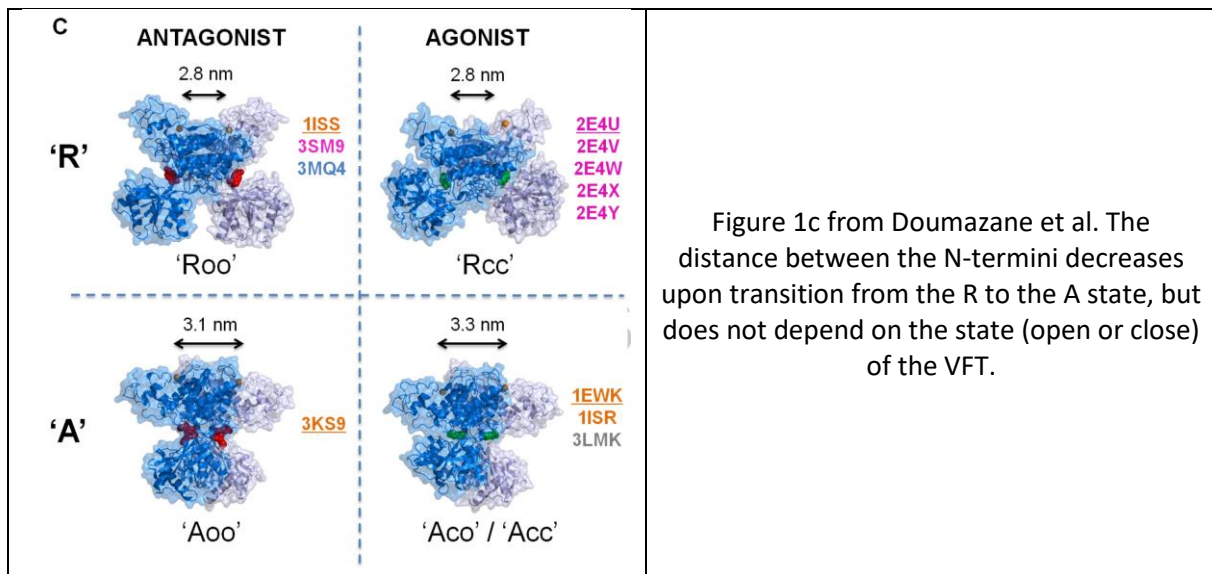 C
ANTAGONIST
AGONIST
2.8 nm
2.8 nm
'R'
1ISS
3SM9
3MQ4
2E4U
2E4V
2E4W
2E4X
2E4Y
'Roo'
'Rcc'
3.1 nm
3.3 nm
'A'
3KS9
1EWK
1ISR
3LMK
'Aoo'
'Aco' / 'Acc'
Figure 1c from Doumazane et al. The
distance between the N-termini decreases
upon transition from the R to the A state, but
does not depend on the state (open or close)
of the VFT.